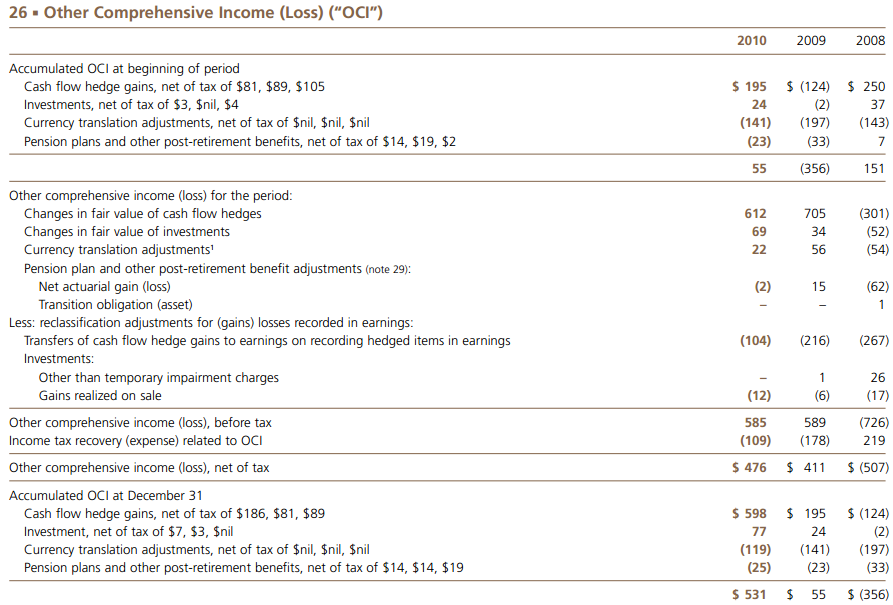 26 ▪ Other Comprehensive Income (Loss) (“OCI”)
2010 2009 2008
Accumulated OCI at beginning of period
Cash flow hedge gains, net of tax of $81, $89, $105 $ 195 $ (124) $ 250
Investments, net of tax of $3, $nil, $4 24 (2) 37
Currency translation adjustments, net of tax of $nil, $nil, $nil (141) (197) (143)
Pension plans and other post-retirement benefits, net of tax of $14, $19, $2 (23) (33) 7
55 (356) 151
Other comprehensive income (loss) for the period:
Changes in fair value of cash flow hedges 612 705 (301)
Changes in fair value of investments 69 34 (52)
Currency translation adjustments¹ 22 56 (54)
Pension plan and other post-retirement benefit adjustments (note 29):
Net actuarial gain (loss) (2) 15 (62)
Transition obligation (asset) – – 1
Less: reclassification adjustments for (gains) losses recorded in earnings:
Transfers of cash flow hedge gains to earnings on recording hedged items in earnings (104) (216) (267)
Investments:
Other than temporary impairment charges – 1 26
Gains realized on sale (12) (6) (17)
Other comprehensive income (loss), before tax 585 589 (726)
Income tax recovery (expense) related to OCI (109) (178) 219
Other comprehensive income (loss), net of tax $ 476 $ 411 $ (507)
Accumulated OCI at December 31
Cash flow hedge gains, net of tax of $186, $81, $89 $ 598 $ 195 $ (124)
Investment, net of tax of $7, $3, $nil 77 24 (2)
Currency translation adjustments, net of tax of $nil, $nil, $nil (119) (141) (197)
Pension plans and other post-retirement benefits, net of tax of $14, $14, $19 (25) (23) (33)
$ 531 $ 55 $ (356)